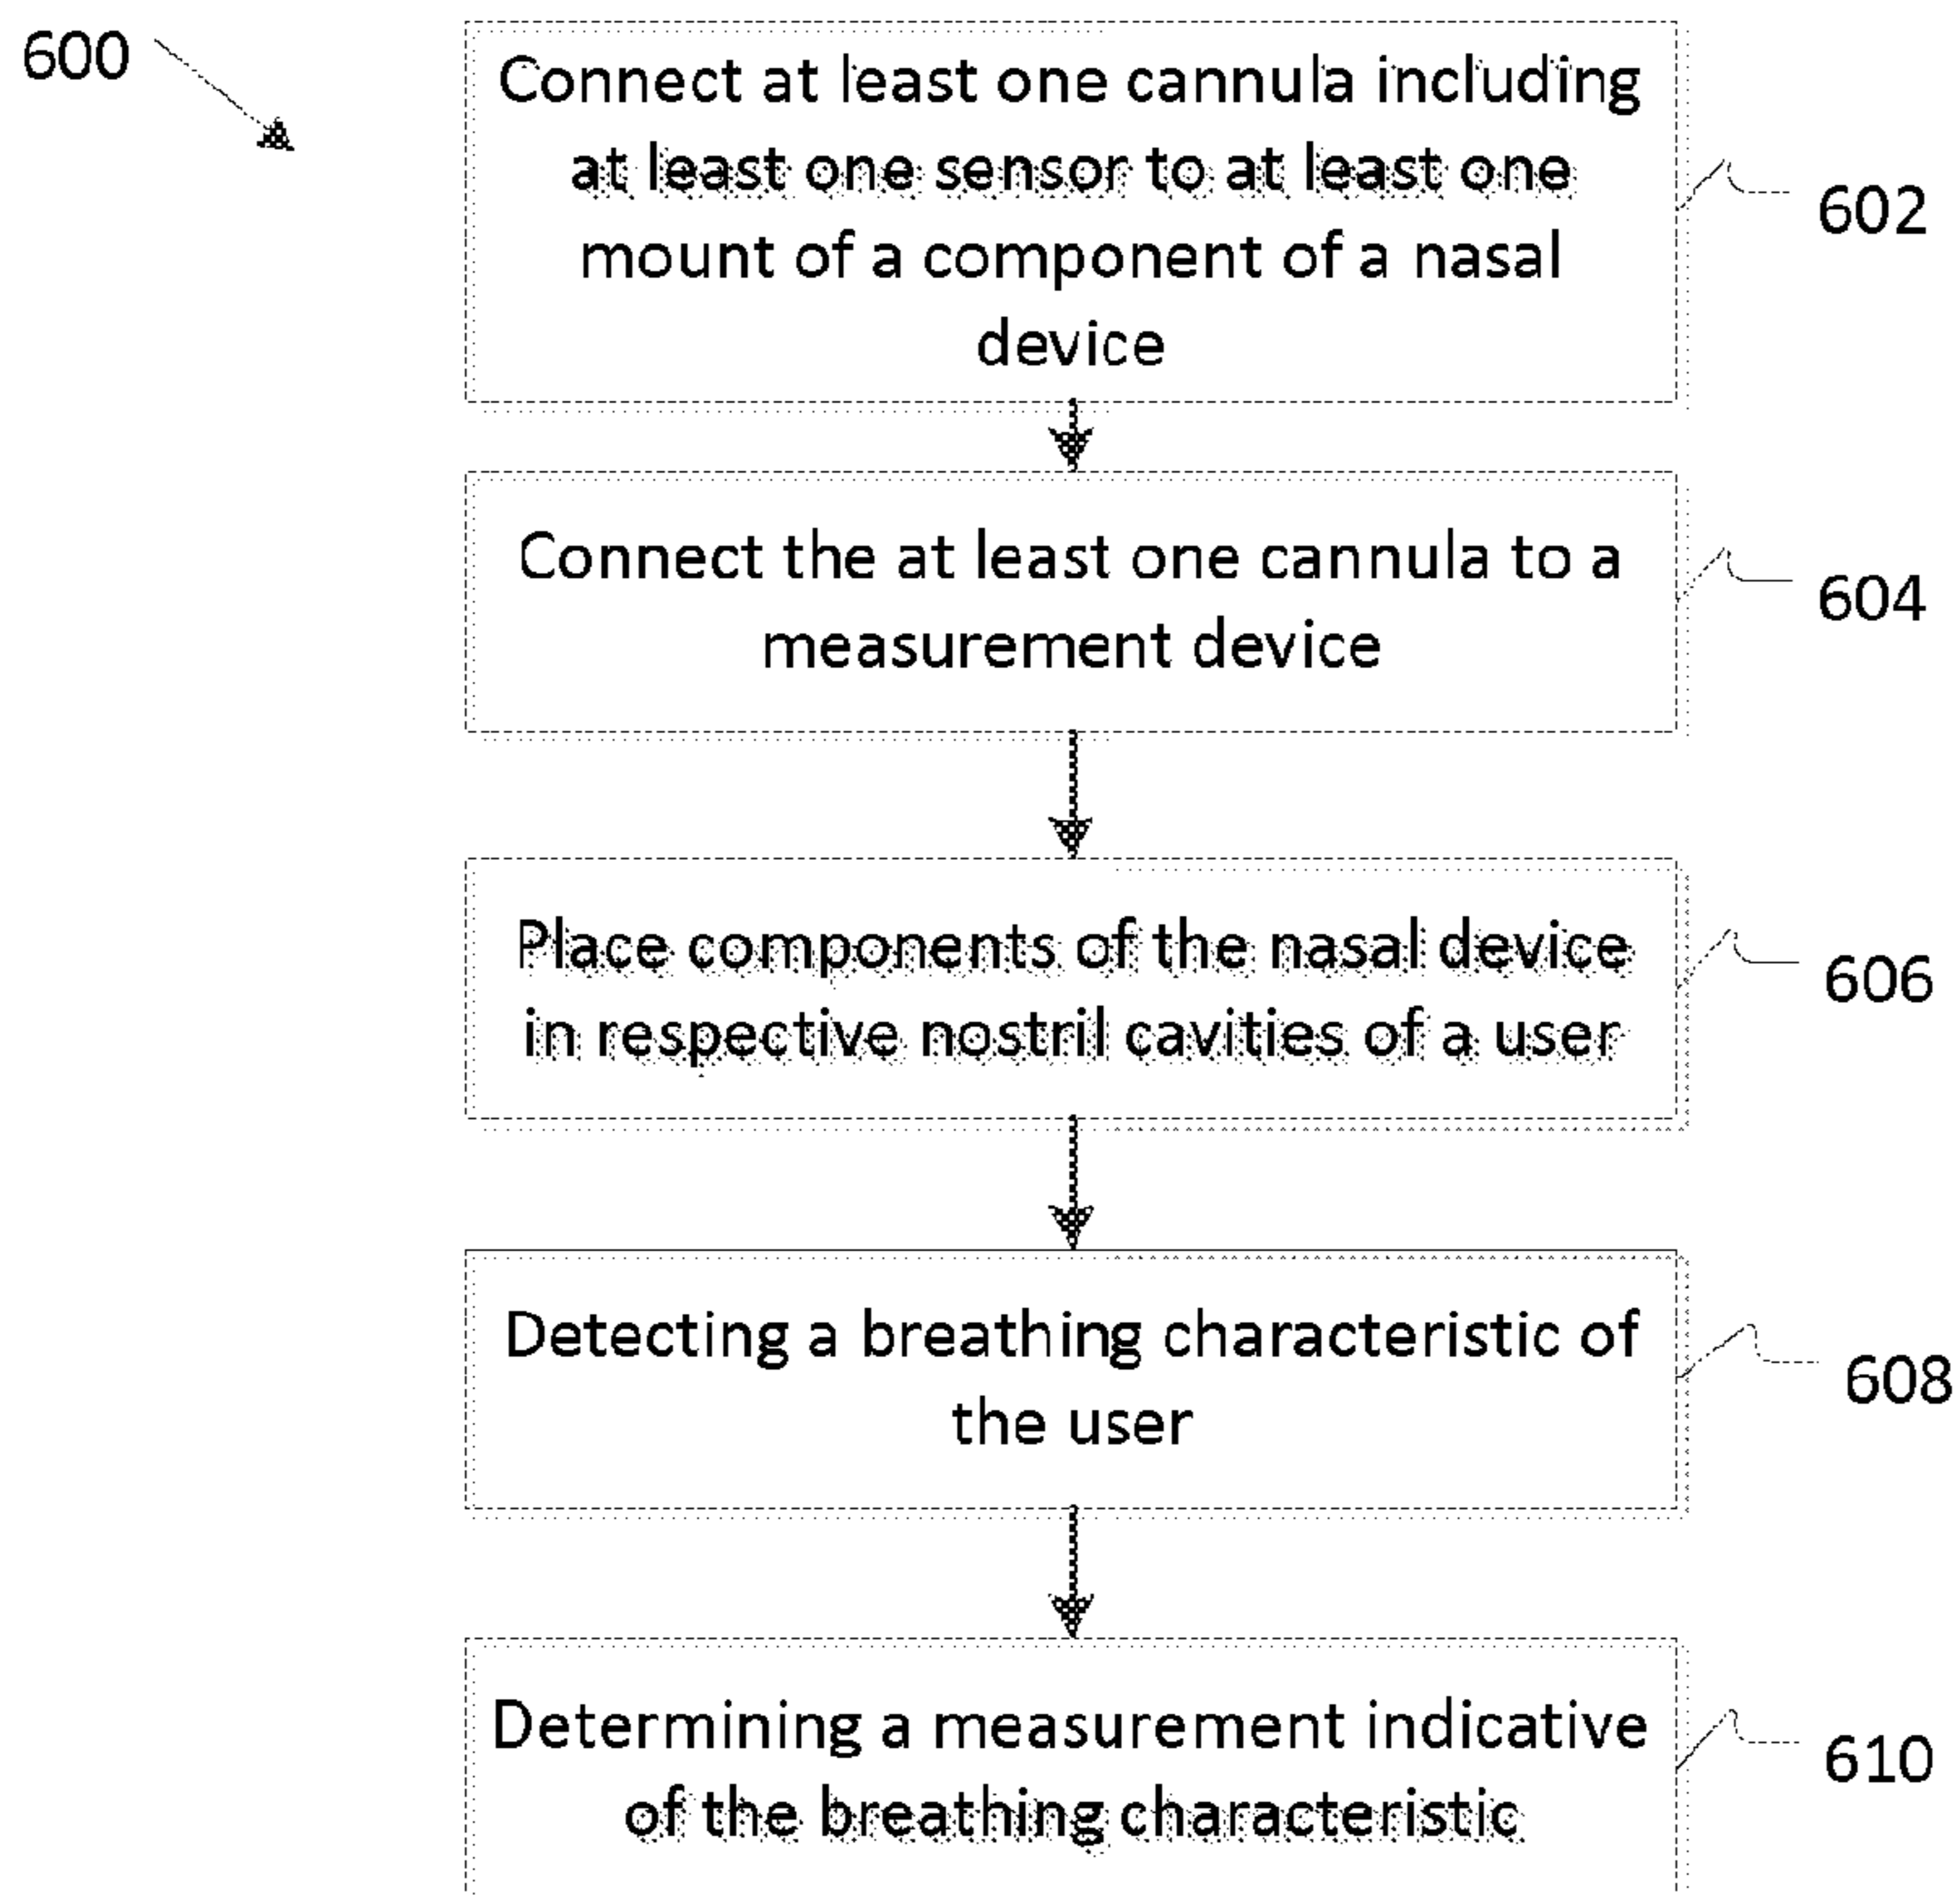 600
Connect at least one cannula including
at least one sensor to at least one
mount of a component of a nasal
device
602
Connect the at least one cannula to a
measurement device
604
Place components of the nasal device
in respective nostril cavities of a user
606
Detecting a breathing characteristic of
the user
608
Determining a measurement indicative
of the breathing characteristic
610